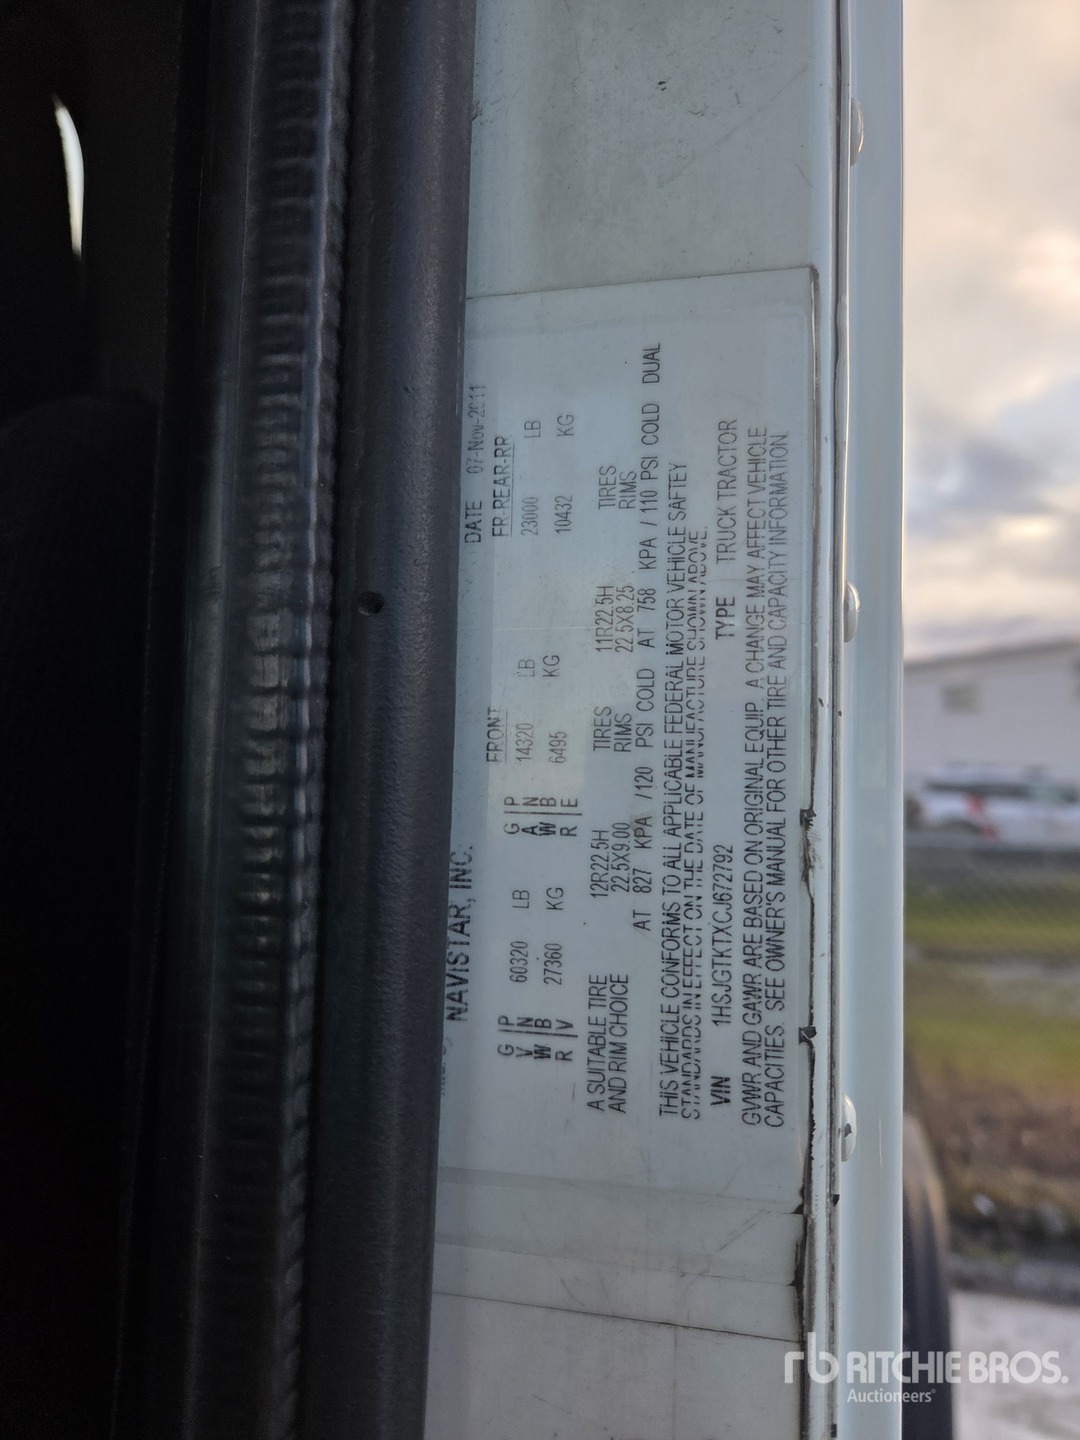 NAVISTAR, INC. DATE 07-Nov-2011
FRONT FR.REAR-RR
GVWR PNBV 60320 LB GAWR PNBE 14320 LB 23000 LB
27360 KG 6495 KG 10432 KG
A SUITABLE TIRE 12R22.5H TIRES 11R22.5H TIRES
AND RIM CHOICE 22.5X9.00 RIMS 22.5X8.25 RIMS
AT 827 KPA /120 PSI COLD AT 758 KPA / 110 PSI COLD DUAL
THIS VEHICLE CONFORMS TO ALL APPLICABLE FEDERAL MOTOR VEHICLE SAFTEY
STANDARDS IN EFFECT ON THE DATE OF MANUFACTURE SHOWN ABOVE.
VIN 1HSJGTKTXCJ672792 TYPE TRUCK TRACTOR
GVWR AND GAWR ARE BASED ON ORIGINAL EQUIP. A CHANGE MAY AFFECT VEHICLE
CAPACITIES. SEE OWNER'S MANUAL FOR OTHER TIRE AND CAPACITY INFORMATION
rb RITCHIE BROS.
Auctioneers